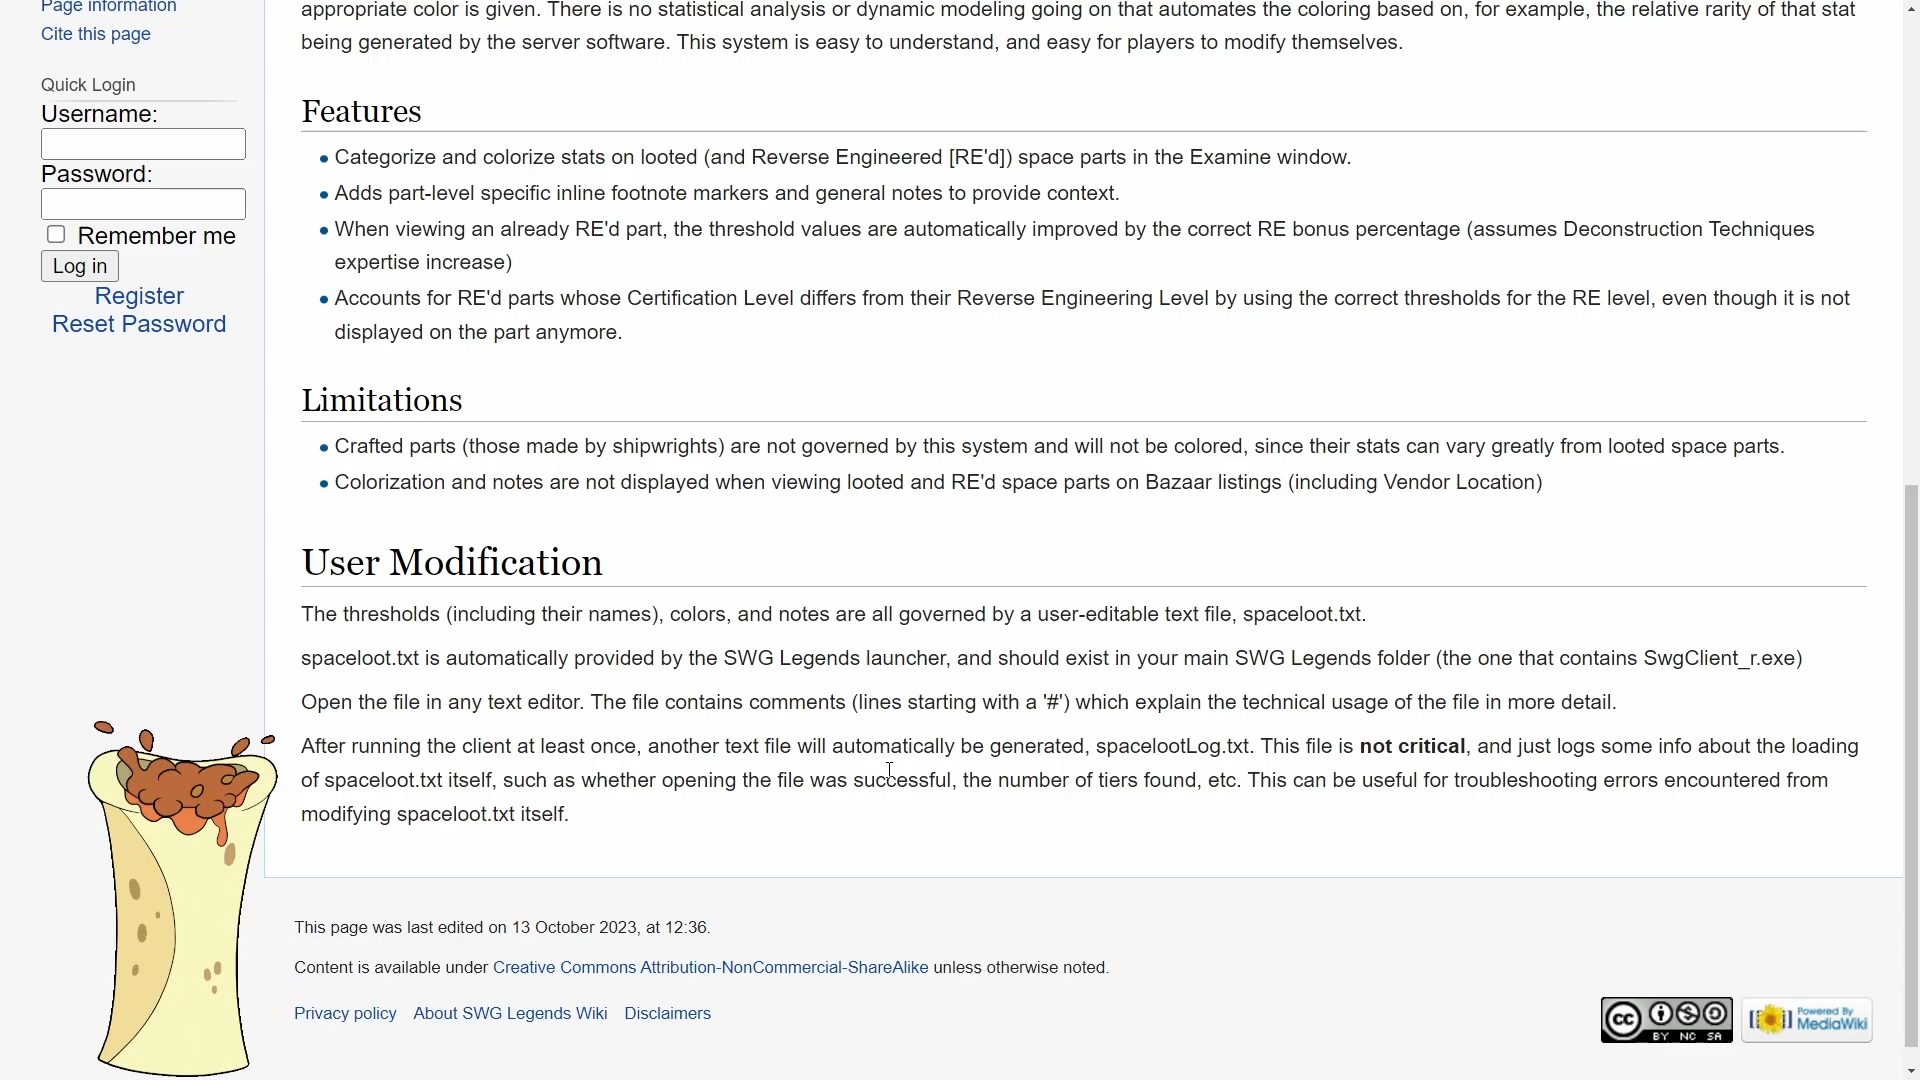 Page information
Cite this page
Quick Login
Username:
Password:
Remember me
Log in
Register
Reset Password
appropriate color is given. There is no statistical analysis or dynamic modeling going on that automates the coloring based on, for example, the relative rarity of that stat
being generated by the server software. This system is easy to understand, and easy for players to modify themselves.
Features
Categorize and colorize stats on looted (and Reverse Engineered [RE'd]) space parts in the Examine window.
Adds part-level specific inline footnote markers and general notes to provide context.
When viewing an already RE'd part, the threshold values are automatically improved by the correct RE bonus percentage (assumes Deconstruction Techniques
expertise increase)
Accounts for RE'd parts whose Certification Level differs from their Reverse Engineering Level by using the correct thresholds for the RE level, even though it is not
displayed on the part anymore.
Limitations
Crafted parts (those made by shipwrights) are not governed by this system and will not be colored, since their stats can vary greatly from looted space parts.
Colorization and notes are not displayed when viewing looted and RE'd space parts on Bazaar listings (including Vendor Location)
User Modification
The thresholds (including their names), colors, and notes are all governed by a user-editable text file, spaceloot.txt.
spaceloot.txt is automatically provided by the SWG Legends launcher, and should exist in your main SWG Legends folder (the one that contains SwgClient_r.exe)
Open the file in any text editor. The file contains comments (lines starting with a '#') which explain the technical usage of the file in more detail.
After running the client at least once, another text file will automatically be generated, spacelootLog.txt. This file is not critical, and just logs some info about the loading
of spaceloot.txt itself, such as whether opening the file was successful, the number of tiers found, etc. This can be useful for troubleshooting errors encountered from
modifying spaceloot.txt itself.
This page was last edited on 13 October 2023, at 12:36.
Content is available under Creative Commons Attribution-NonCommercial-ShareAlike unless otherwise noted.
Privacy policy About SWG Legends Wiki Disclaimers
cc BY NC SA
Powered By
MediaWiki